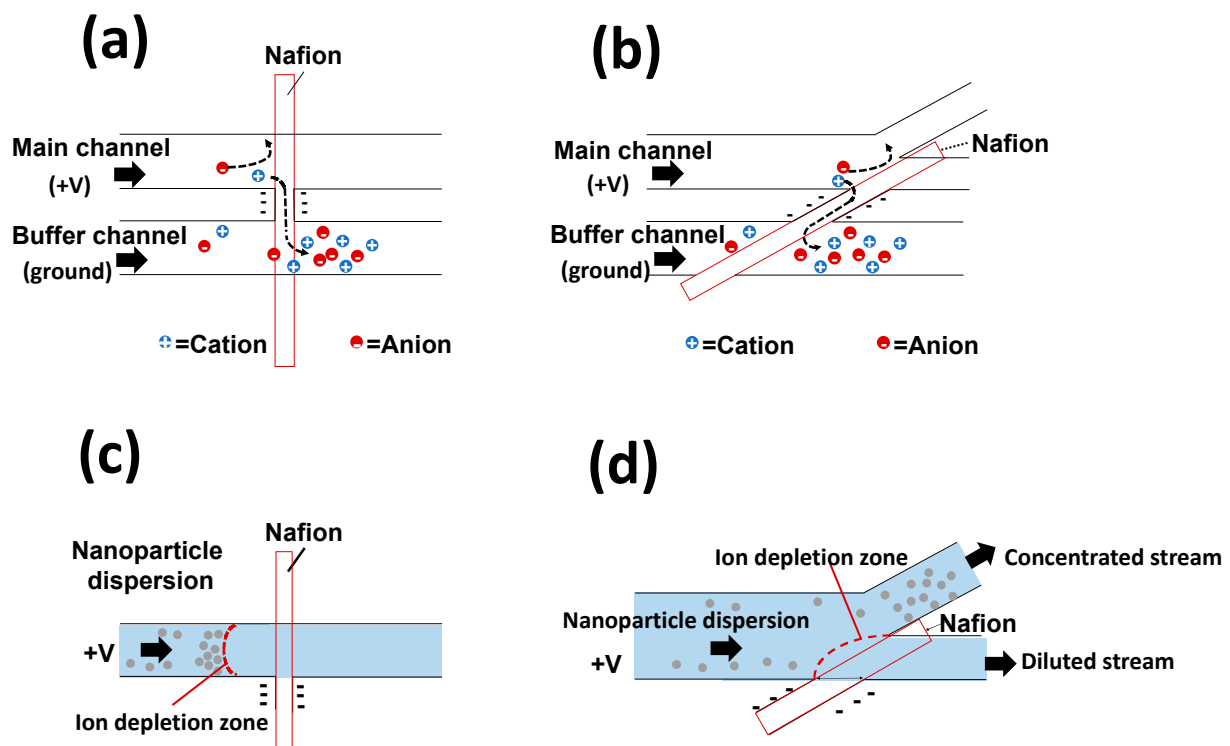 (a)
Nafion
Main channel
(+V)
Buffer channel
(ground)
=Cation
=Anion
(b)
Nafion
Main channel
(+V)
Buffer channel
(ground)
=Cation
=Anion
(c)
Nafion
Nanoparticle
dispersion
+V
Ion depletion zone
(d)
Ion depletion zone
Concentrated stream
Nanoparticle dispersion
Nafion
+V
Diluted stream